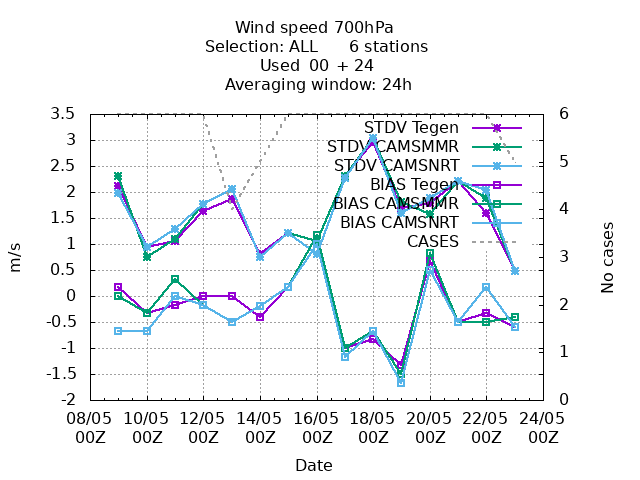 Wind speed 700hPa
Selection: ALL 6 stations
Used 00 + 24
Averaging window: 24h
3.5
3
2.5
2
1.5
1
0.5
0
-0.5
-1
-1.5
-2
m/s
6
5
4
3
2
1
0
No cases
STDV Tegen
STDV CAMSMMR
STDV CAMSNRT
BIAS Tegen
BIAS CAMSMMR
BIAS CAMSNRT
CASES
08/05 10/05 12/05 14/05 16/05 18/05 20/05 22/05 24/05
00Z 00Z 00Z 00Z 00Z 00Z 00Z 00Z 00Z
Date